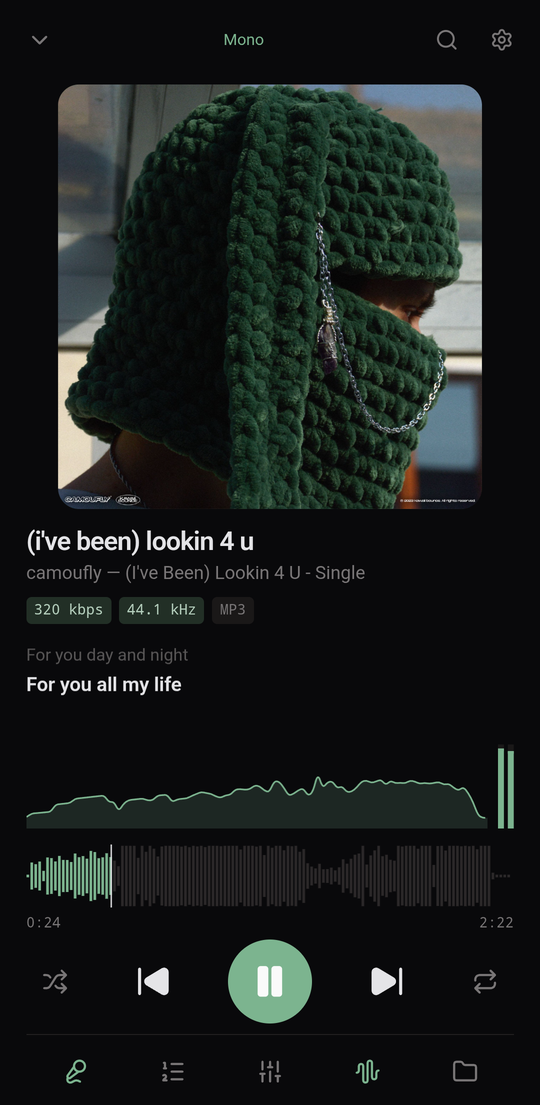 Mono
CAMOUFLY
(i've been) lookin 4 u
camoufly — (I've Been) Lookin 4 U - Single
320 kbps 44.1 kHz MP3
For you day and night
For you all my life
0:24 2:22